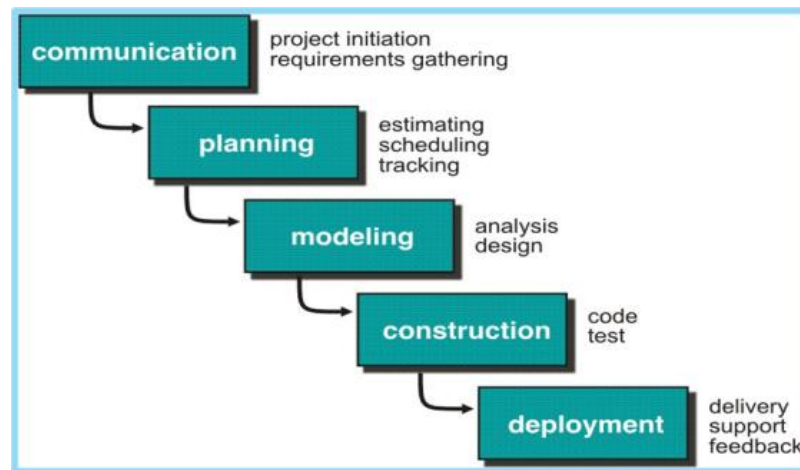 communication
project initiation
requirements gathering
planning
estimating
scheduling
tracking
modeling
analysis
design
construction
code
test
deployment
delivery
support
feedback